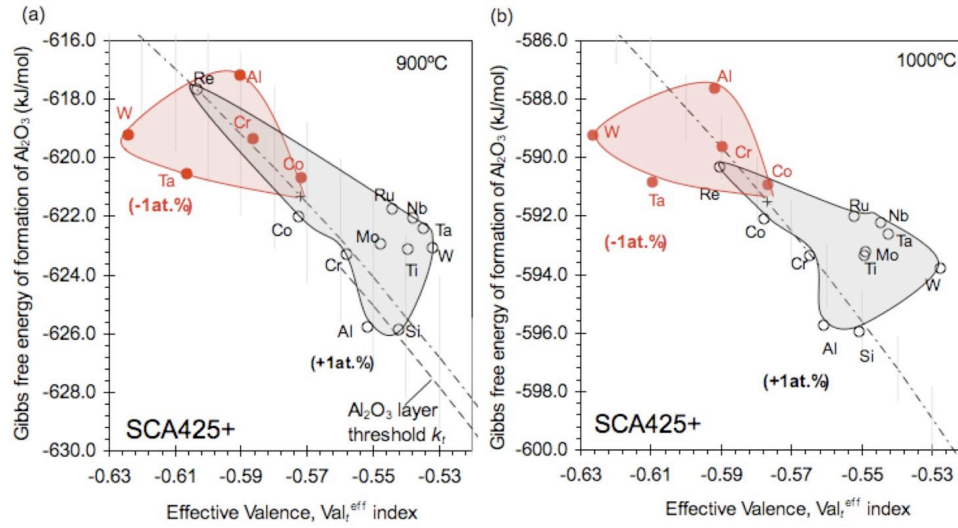 (a)
Gibbs free energy of formation of Al₂O₃ (kJ/mol)
-616.0
-618.0
-620.0
-622.0
-624.0
-626.0
-628.0
-630.0
900ºC
Re
Al
W
Cr
Co
Ta
(-1at.%)
Ru
Nb
Ta
Co
Mo
W
Cr
Ti
Al
Si
(+1at.%)
Al₂O₃ layer
threshold kₜ
SCA425+
-0.63
-0.61
-0.59
-0.57
-0.55
-0.53
Effective Valence, Valₜᵉᶠᶠ index
(b)
Gibbs free energy of formation of Al₂O₃ (kJ/mol)
-586.0
-588.0
-590.0
-592.0
-594.0
-596.0
-598.0
-600.0
1000ºC
Al
W
Cr
Co
Ta
Re
(-1at.%)
Ru
Nb
Co
Ta
Cr
Mo
Ti
W
Al
Si
(+1at.%)
SCA425+
-0.63
-0.61
-0.59
-0.57
-0.55
-0.53
Effective Valence, Valₜᵉᶠᶠ index